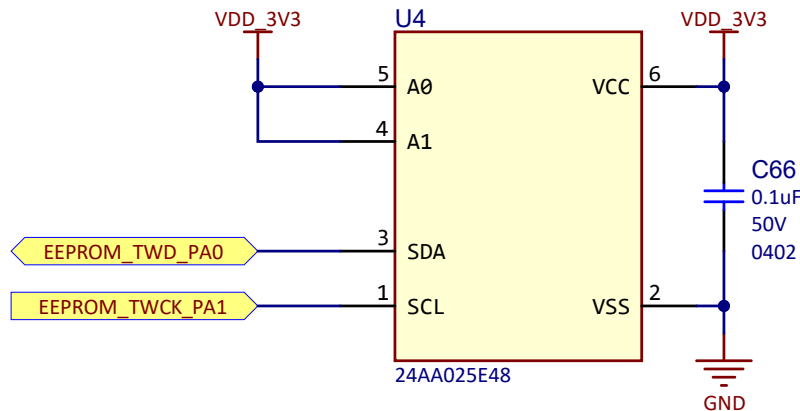 VDD_3V3
U4
VDD_3V3
5
A0
VCC
6
4
A1
C66
0.1uF
50V
0402
EEPROM_TWD_PA0
3
SDA
EEPROM_TWCK_PA1
1
SCL
VSS
2
24AA025E48
GND